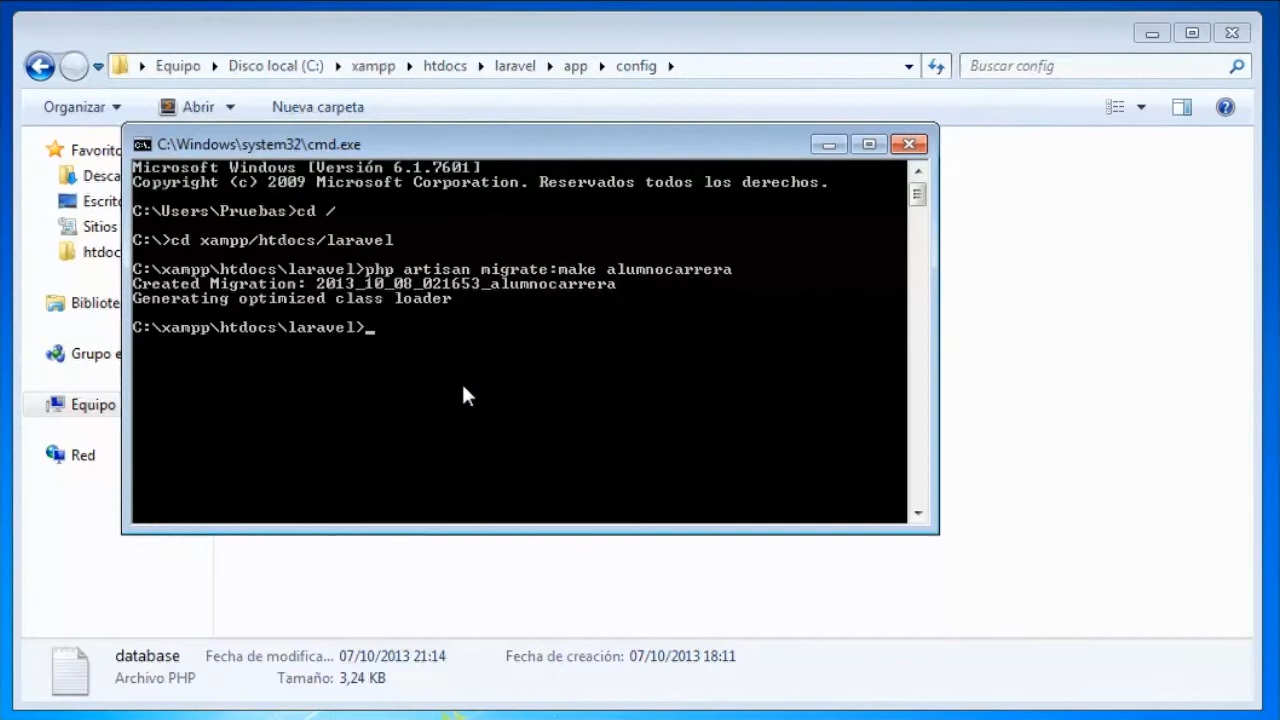 Equipo Disco local (C:) xampp htdocs laravel app config
Buscar config
Organizar Abrir Nueva carpeta
Favorito
Desca
Escrito
Sitios
htdoc
Bibliote
Grupo e
Equipo
Red
C:\Windows\system32\cmd.exe
Microsoft Windows [Versión 6.1.7601]
Copyright (c) 2009 Microsoft Corporation. Reservados todos los derechos.
C:\Users\Pruebas>cd /
C:\>cd xampp/htdocs/laravel
C:\xampp\htdocs\laravel>php artisan migrate:make alumnocarrera
Created Migration: 2013_10_08_021653_alumnocarrera
Generating optimized class loader
C:\xampp\htdocs\laravel>_
database Fecha de modifica... 07/10/2013 21:14 Fecha de creación: 07/10/2013 18:11
Archivo PHP Tamaño: 3,24 KB